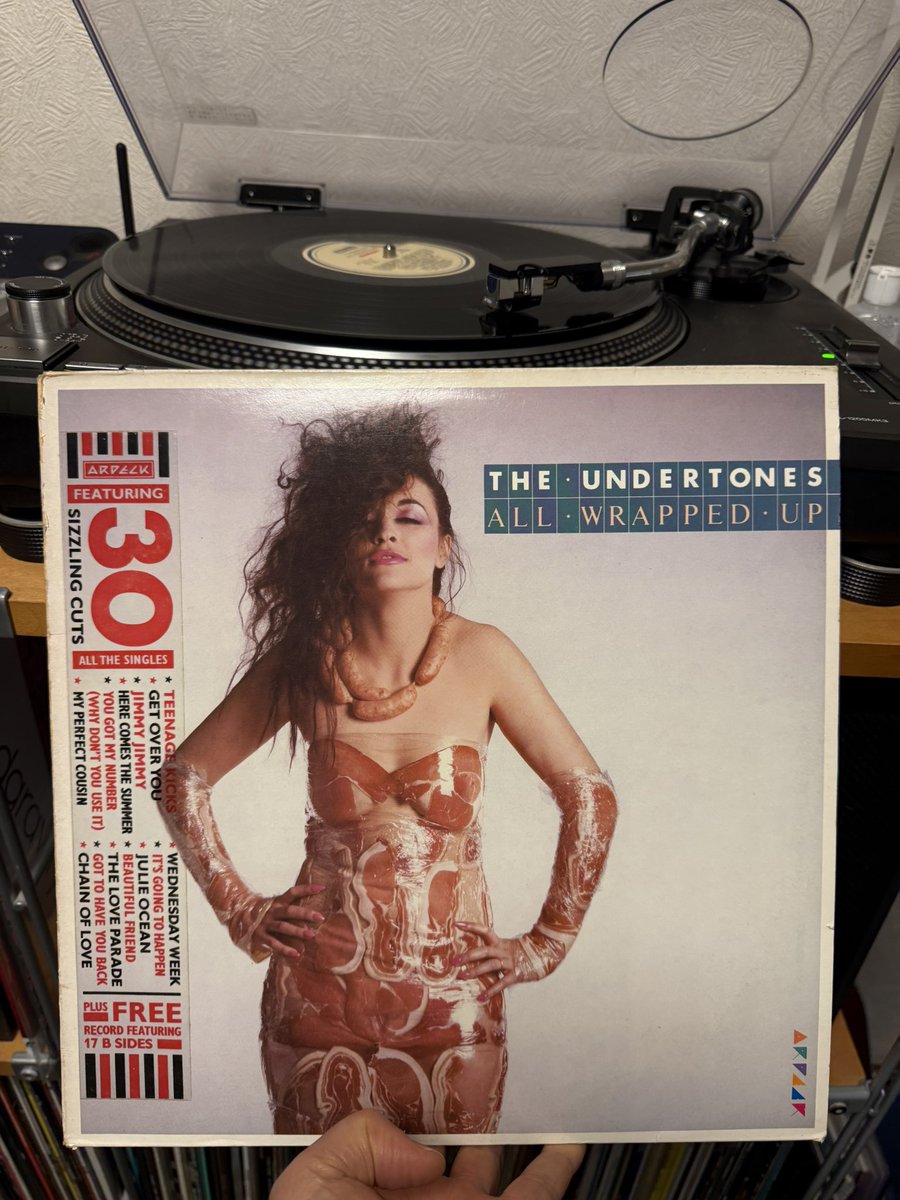 THE · UNDERTONES
ALL · WRAPPED · UP
ARDECK
FEATURING
30
SIZZLING CUTS
ALL THE SINGLES
★ TEENAGE KICKS
★ GET OVER YOU
★ JIMMY JIMMY
★ HERE COMES THE SUMMER
★ YOU GOT MY NUMBER
(WHY DON'T YOU USE IT)
★ MY PERFECT COUSIN
★ WEDNESDAY WEEK
★ IT'S GOING TO HAPPEN
★ JULIE OCEAN
★ BEAUTIFUL FRIEND
★ THE LOVE PARADE
★ GOT TO HAVE YOU BACK
★ CHAIN OF LOVE
PLUS FREE
RECORD FEATURING
17 B SIDES
ARDECK